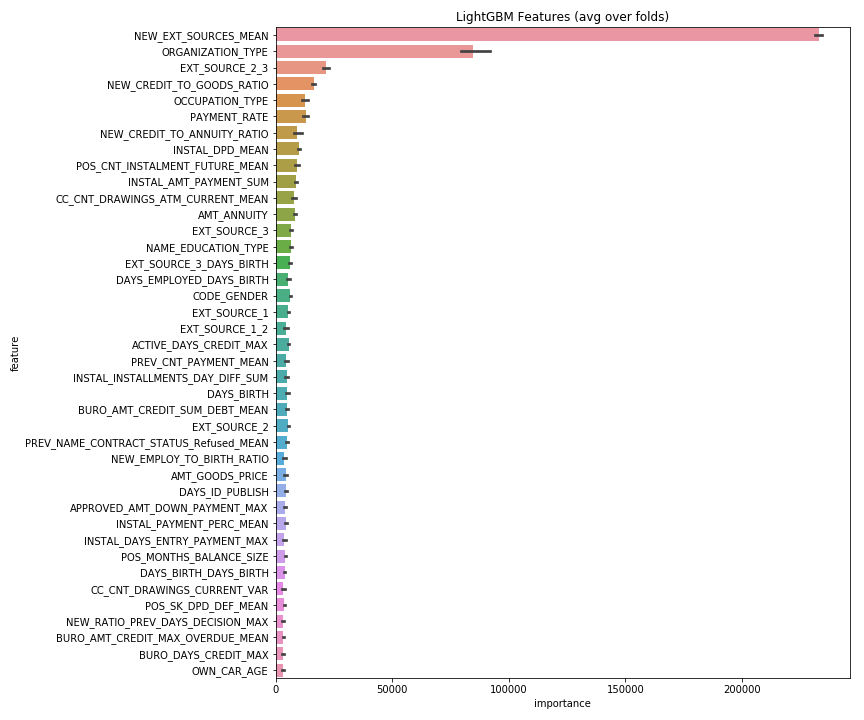 LightGBM Features (avg over folds)
NEW_EXT_SOURCES_MEAN
ORGANIZATION_TYPE
EXT_SOURCE_2_3
NEW_CREDIT_TO_GOODS_RATIO
OCCUPATION_TYPE
PAYMENT_RATE
NEW_CREDIT_TO_ANNUITY_RATIO
INSTAL_DPD_MEAN
POS_CNT_INSTALMENT_FUTURE_MEAN
INSTAL_AMT_PAYMENT_SUM
CC_CNT_DRAWINGS_ATM_CURRENT_MEAN
AMT_ANNUITY
EXT_SOURCE_3
NAME_EDUCATION_TYPE
EXT_SOURCE_3_DAYS_BIRTH
DAYS_EMPLOYED_DAYS_BIRTH
CODE_GENDER
EXT_SOURCE_1
EXT_SOURCE_1_2
ACTIVE_DAYS_CREDIT_MAX
PREV_CNT_PAYMENT_MEAN
INSTAL_INSTALLMENTS_DAY_DIFF_SUM
DAYS_BIRTH
BURO_AMT_CREDIT_SUM_DEBT_MEAN
EXT_SOURCE_2
PREV_NAME_CONTRACT_STATUS_Refused_MEAN
NEW_EMPLOY_TO_BIRTH_RATIO
AMT_GOODS_PRICE
DAYS_ID_PUBLISH
APPROVED_AMT_DOWN_PAYMENT_MAX
INSTAL_PAYMENT_PERC_MEAN
INSTAL_DAYS_ENTRY_PAYMENT_MAX
POS_MONTHS_BALANCE_SIZE
DAYS_BIRTH_DAYS_BIRTH
CC_CNT_DRAWINGS_CURRENT_VAR
POS_SK_DPD_DEF_MEAN
NEW_RATIO_PREV_DAYS_DECISION_MAX
BURO_AMT_CREDIT_MAX_OVERDUE_MEAN
BURO_DAYS_CREDIT_MAX
OWN_CAR_AGE
feature
0 50000 100000 150000 200000
importance